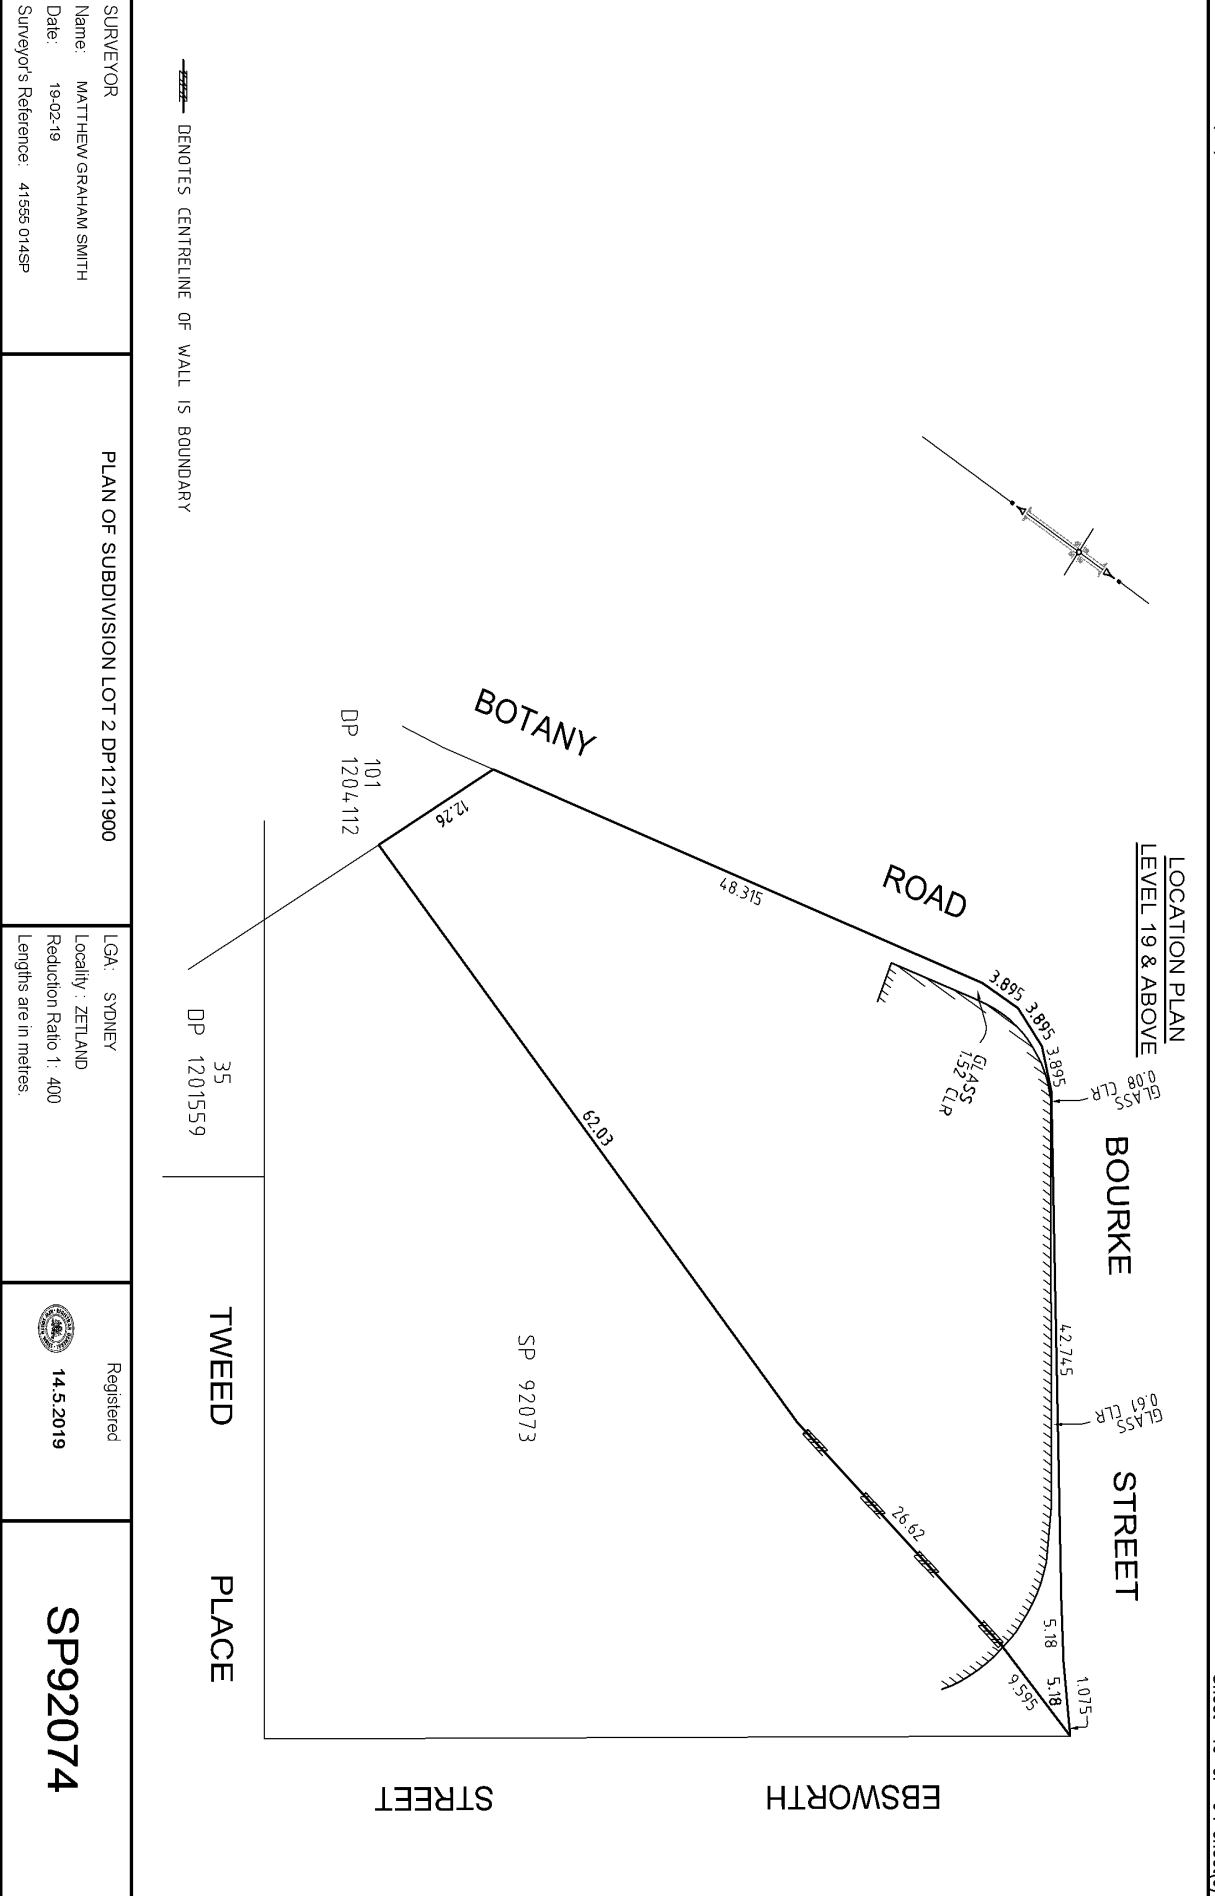 LOCATION PLAN
LEVEL 19 & ABOVE
BOTANY
ROAD
BOURKE
STREET
EBSWORTH
STREET
TWEED
PLACE
12.26
48.315
3.895
3.895
3.895
GLASS
1.52 CLR
GLASS
0.08 CLR
42.745
GLASS
0.61 CLR
5.18
5.18
1.075
9.595
26.62
62.03
101
DP 1204112
35
DP 1201559
SP 92073
DENOTES CENTRELINE OF WALL IS BOUNDARY
SURVEYOR
Name: MATTHEW GRAHAM SMITH
Date: 19-02-19
Surveyor's Reference: 41555 014SP
PLAN OF SUBDIVISION LOT 2 DP1211900
LGA: SYDNEY
Locality : ZETLAND
Reduction Ratio 1: 400
Lengths are in metres.
Registered
14.5.2019
SP92074